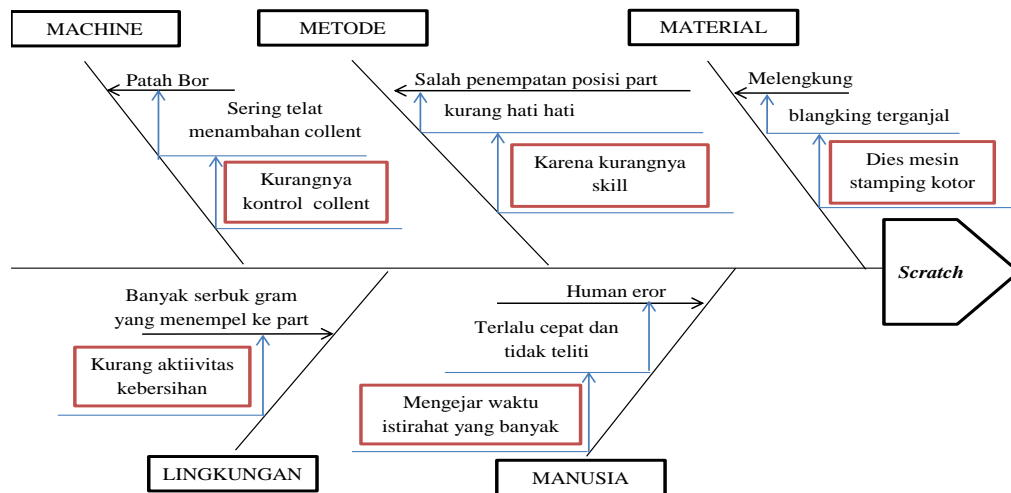 MACHINE
METODE
MATERIAL
Patah Bor
Sering telat
menambahan collent
Kurangnya
kontrol collent
Salah penempatan posisi part
kurang hati hati
Karena kurangnya
skill
Melengkung
blangking terganjal
Dies mesin
stamping kotor
Scratch
Banyak serbuk gram
yang menempel ke part
Kurang aktiivitas
kebersihan
Human eror
Terlalu cepat dan
tidak teliti
Mengejar waktu
istirahat yang banyak
LINGKUNGAN
MANUSIA